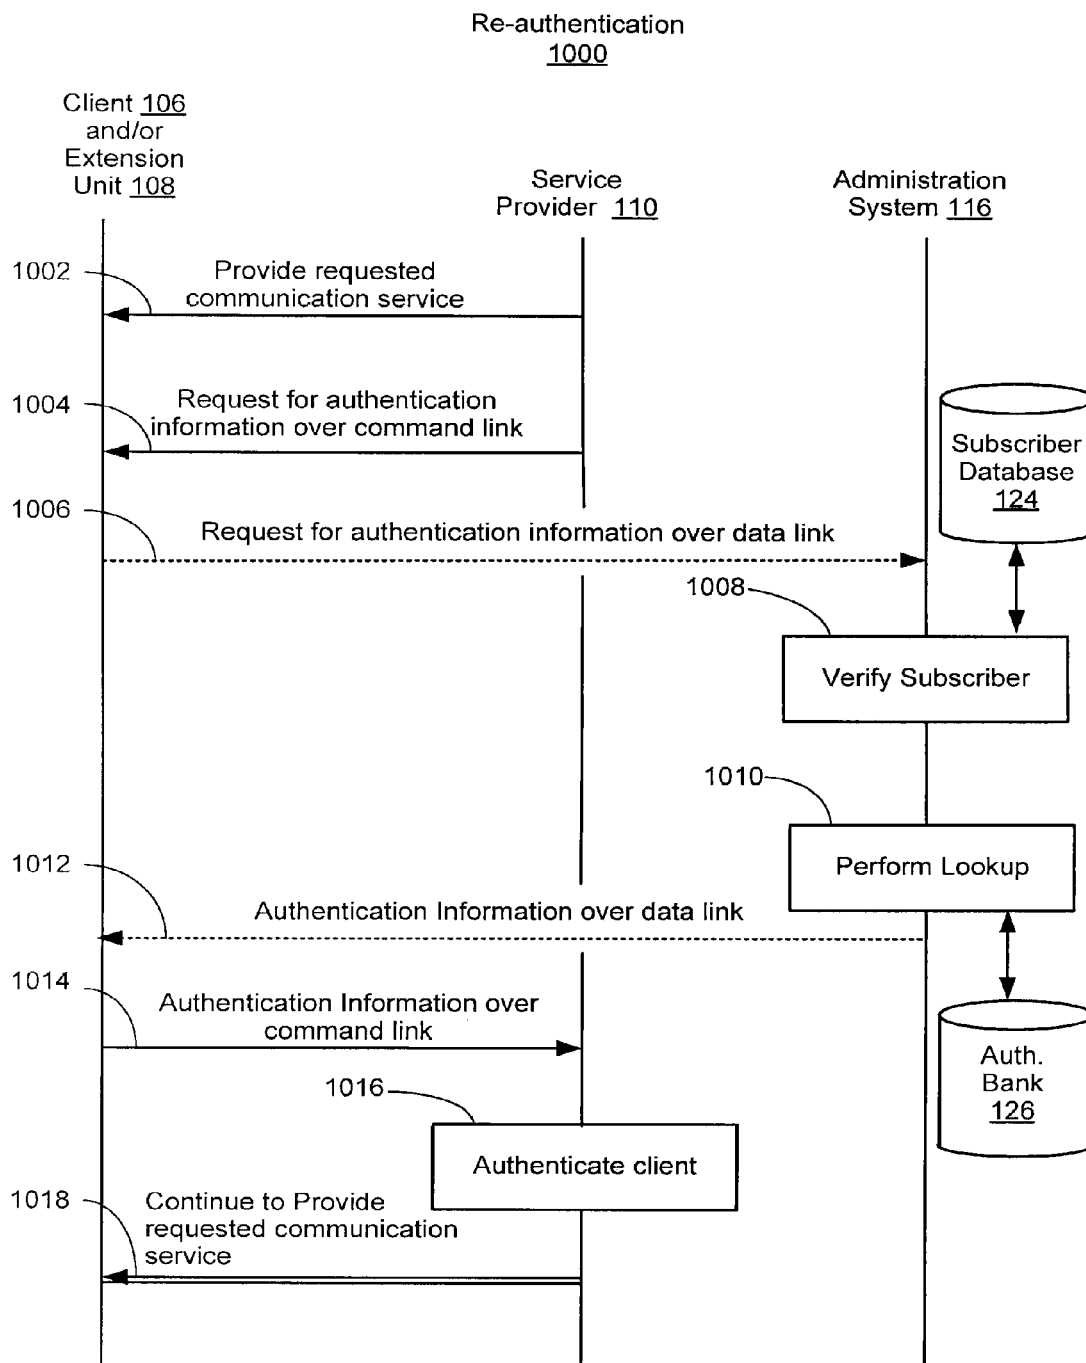 Re-authentication
1000
Client 106
and/or
Extension
Unit 108
Service
Provider 110
Administration
System 116
1002
Provide requested
communication service
1004
Request for authentication
information over command link
Subscriber
Database
124
1006
Request for authentication information over data link
1008
Verify Subscriber
1010
Perform Lookup
1012
Authentication Information over data link
1014
Authentication Information over
command link
Auth.
Bank
126
1016
Authenticate client
1018
Continue to Provide
requested communication
service